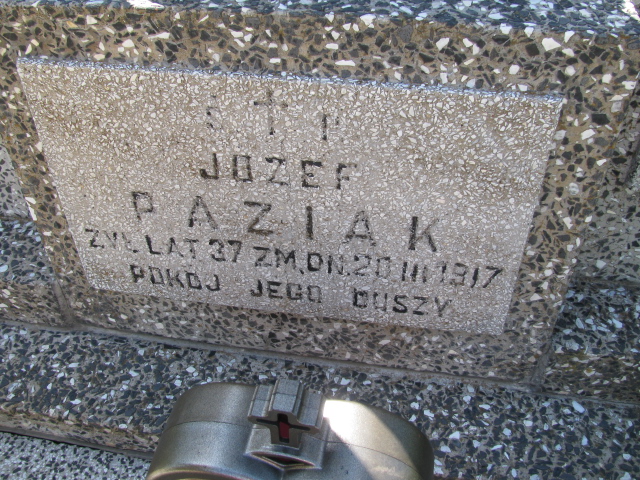 Ś † P.
JÓZEF
PAZIAK
ŻYŁ LAT 37 ZM. DN. 20 III 1917
POKÓJ JEGO DUSZY